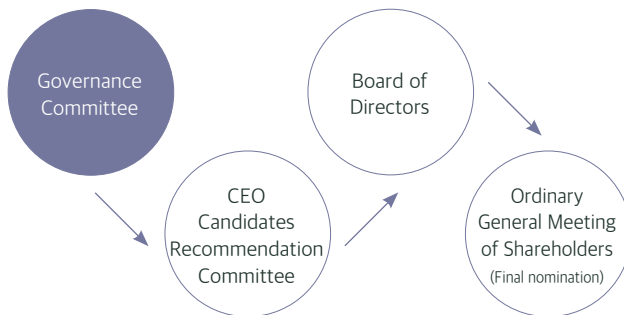 Governance
Committee
CEO
Candidates
Recommendation
Committee
Board of
Directors
Ordinary
General Meeting
of Shareholders
(Final nomination)